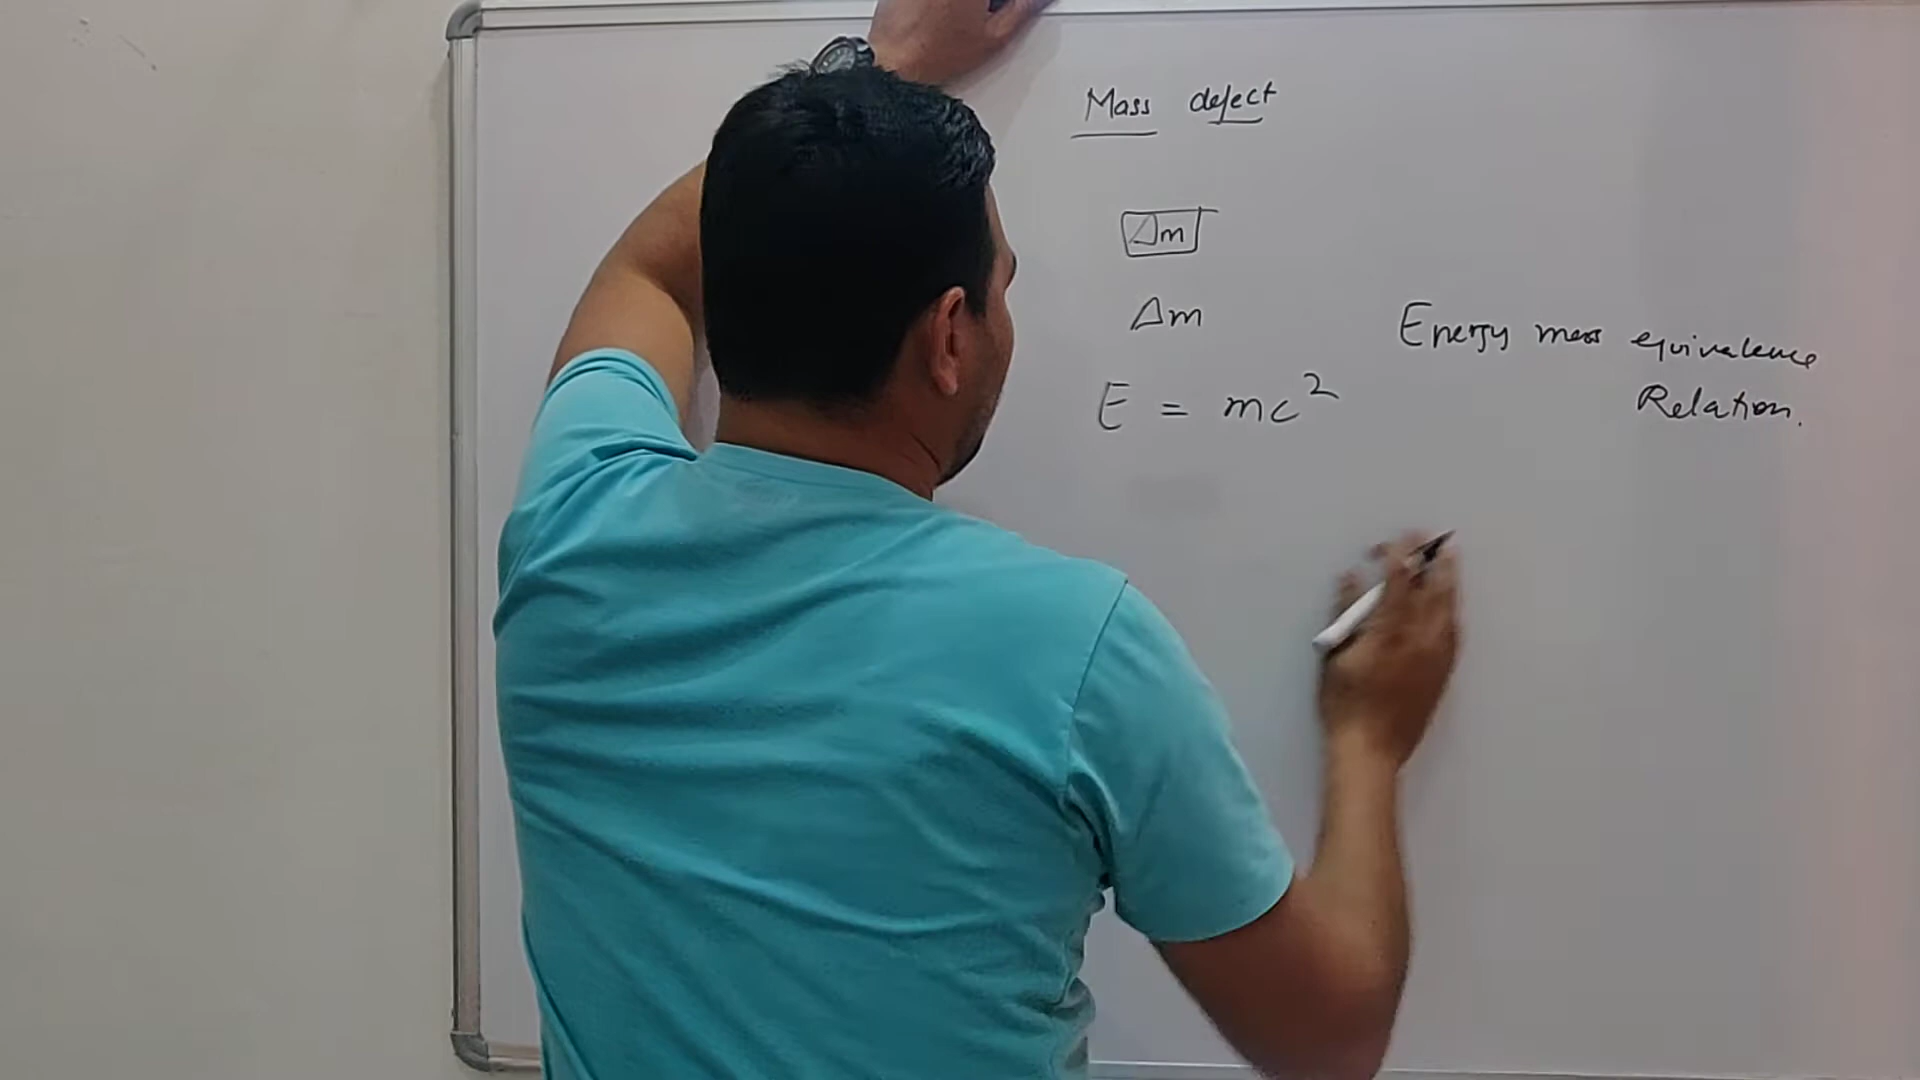 Mass defect
Δm
Δm
E = mc²
Energy mass equivalence
Relation.